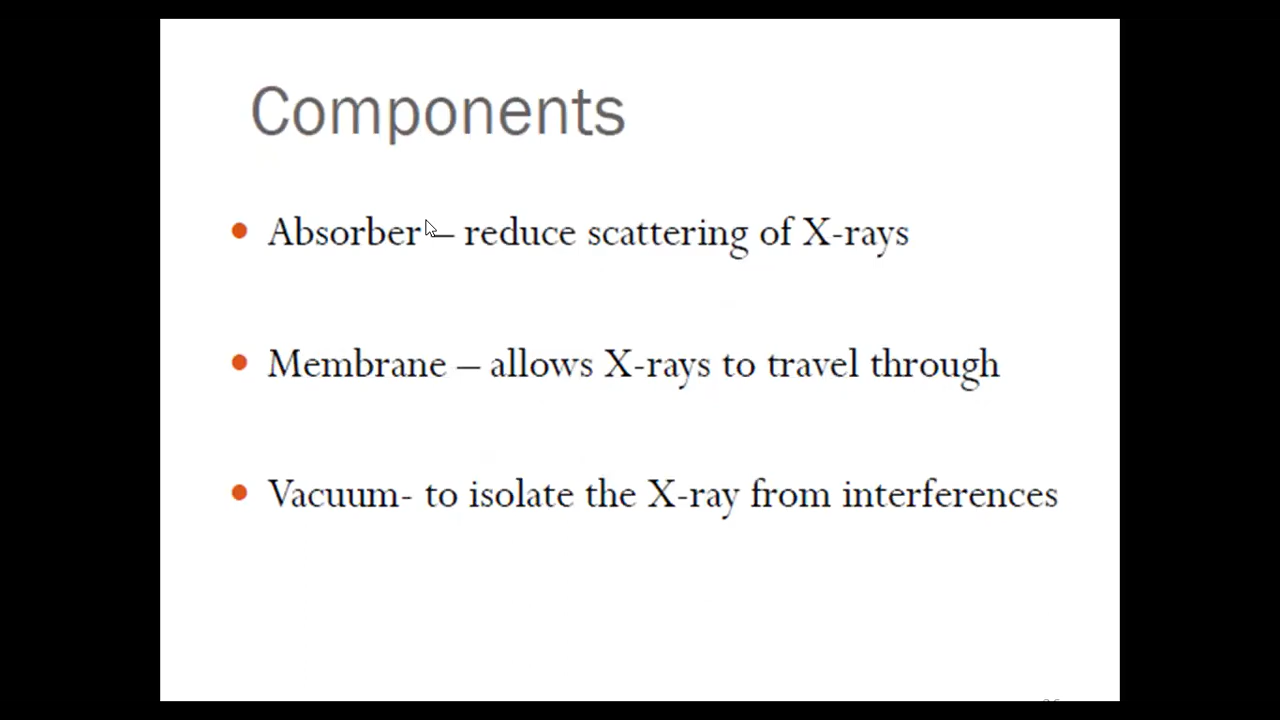 Components
Absorber – reduce scattering of X-rays
Membrane – allows X-rays to travel through
Vacuum- to isolate the X-ray from interferences